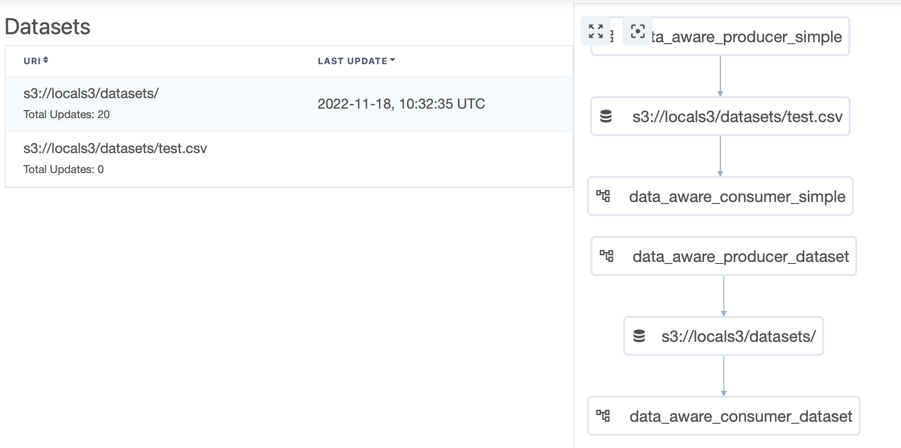 Datasets
URI
LAST UPDATE
s3://locals3/datasets/
Total Updates: 20
2022-11-18, 10:32:35 UTC
s3://locals3/datasets/test.csv
Total Updates: 0
ta_aware_producer_simple
s3://locals3/datasets/test.csv
data_aware_consumer_simple
data_aware_producer_dataset
s3://locals3/datasets/
data_aware_consumer_dataset